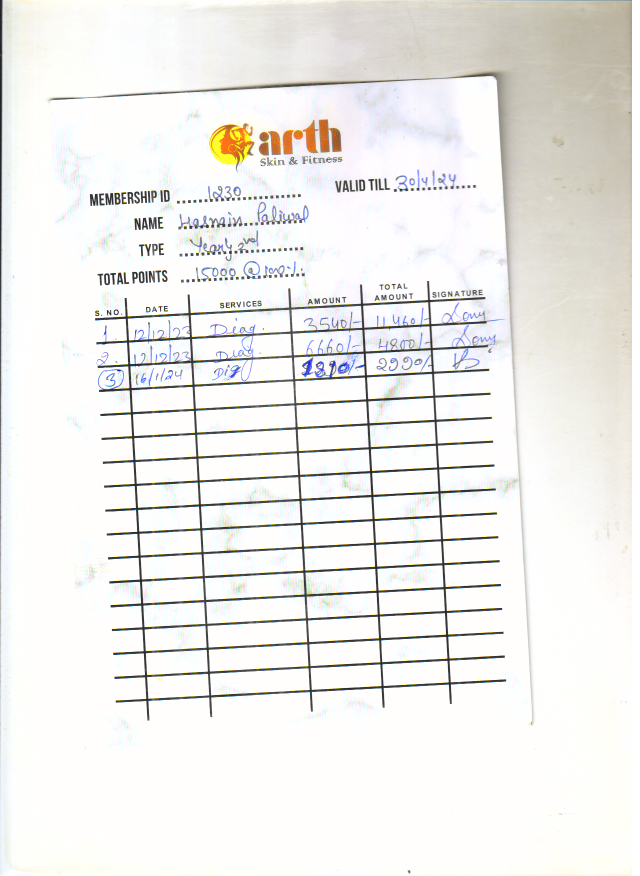 arth
Skin & Fitness
MEMBERSHIP ID 1230 VALID TILL 30/4/24
NAME Hasnain Paliwal
TYPE Yearly
TOTAL POINTS 15000 @
S. NO. DATE SERVICES AMOUNT TOTAL AMOUNT SIGNATURE
1. 12/12/23 Diag. 3540/- 11,460/-
2. 12/12/23 Diag. 6660/- 4800/-
3 16/1/24 2990/-